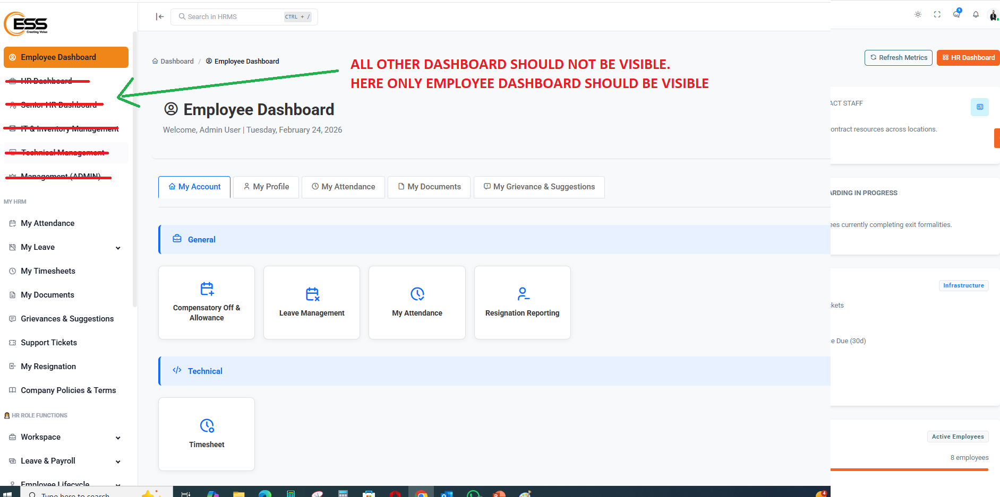 ESS
Creating Value
Search in HRMS
CTRL + /
5
Employee Dashboard
HR Dashboard
Senior HR Dashboard
IT & Inventory Management
Technical Management
Management (ADMIN)
MY HRM
My Attendance
My Leave
My Timesheets
My Documents
Grievances & Suggestions
Support Tickets
My Resignation
Company Policies & Terms
HR ROLE FUNCTIONS
Workspace
Leave & Payroll
Employee Lifecycle
Dashboard / Employee Dashboard
ALL OTHER DASHBOARD SHOULD NOT BE VISIBLE.
HERE ONLY EMPLOYEE DASHBOARD SHOULD BE VISIBLE
Employee Dashboard
Welcome, Admin User | Tuesday, February 24, 2026
My Account
My Profile
My Attendance
My Documents
My Grievance & Suggestions
General
Compensatory Off &
Allowance
Leave Management
My Attendance
Resignation Reporting
Technical
Timesheet
Refresh Metrics
HR Dashboard
ACT STAFF
ontract resources across locations.
RDING IN PROGRESS
ees currently completing exit formalities.
Infrastructure
kets
e Due (30d)
Active Employees
8 employees
Type here to search
4